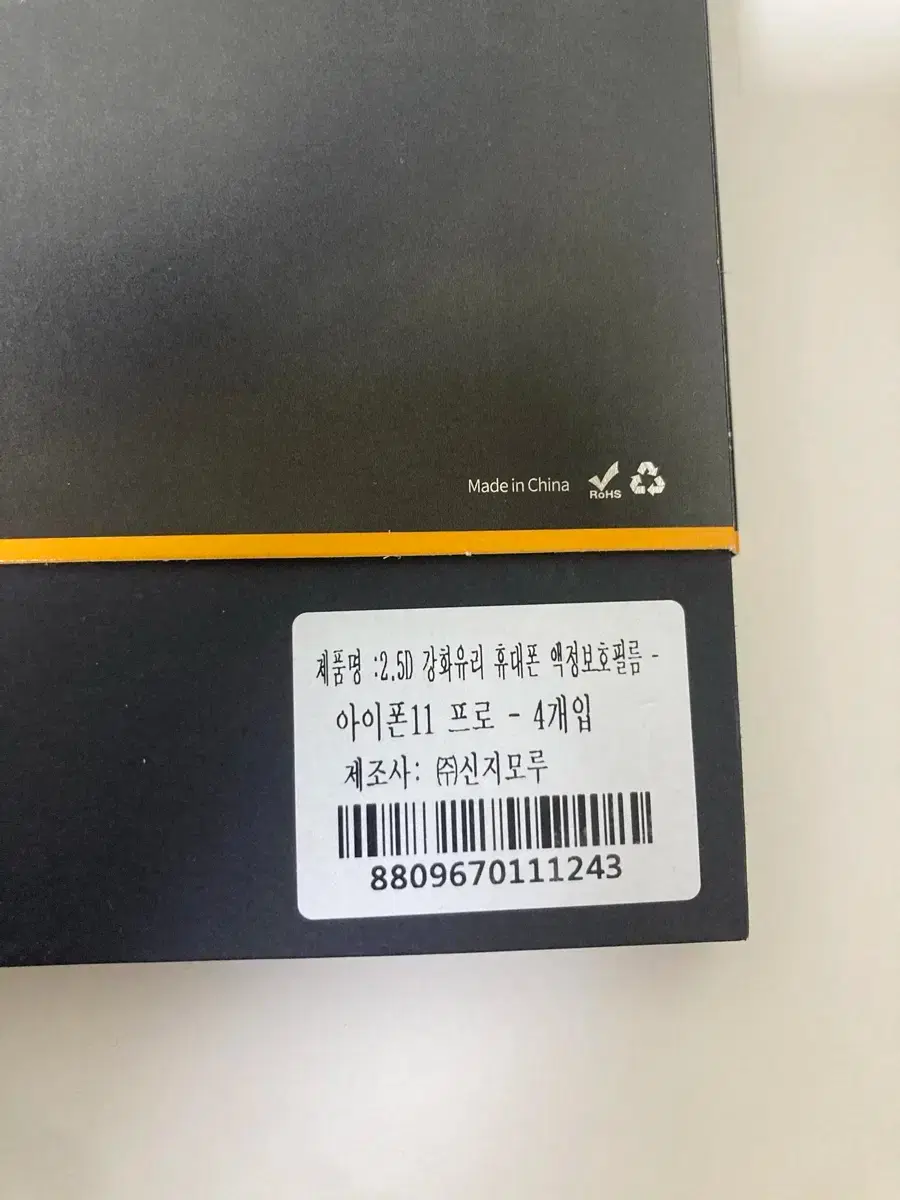 Made in China
RoHS
제품명 :2.5D 강화유리 휴대폰 액정보호필름 -
아이폰11 프로 - 4개입
제조사: ㈜신지모루
8809670111243